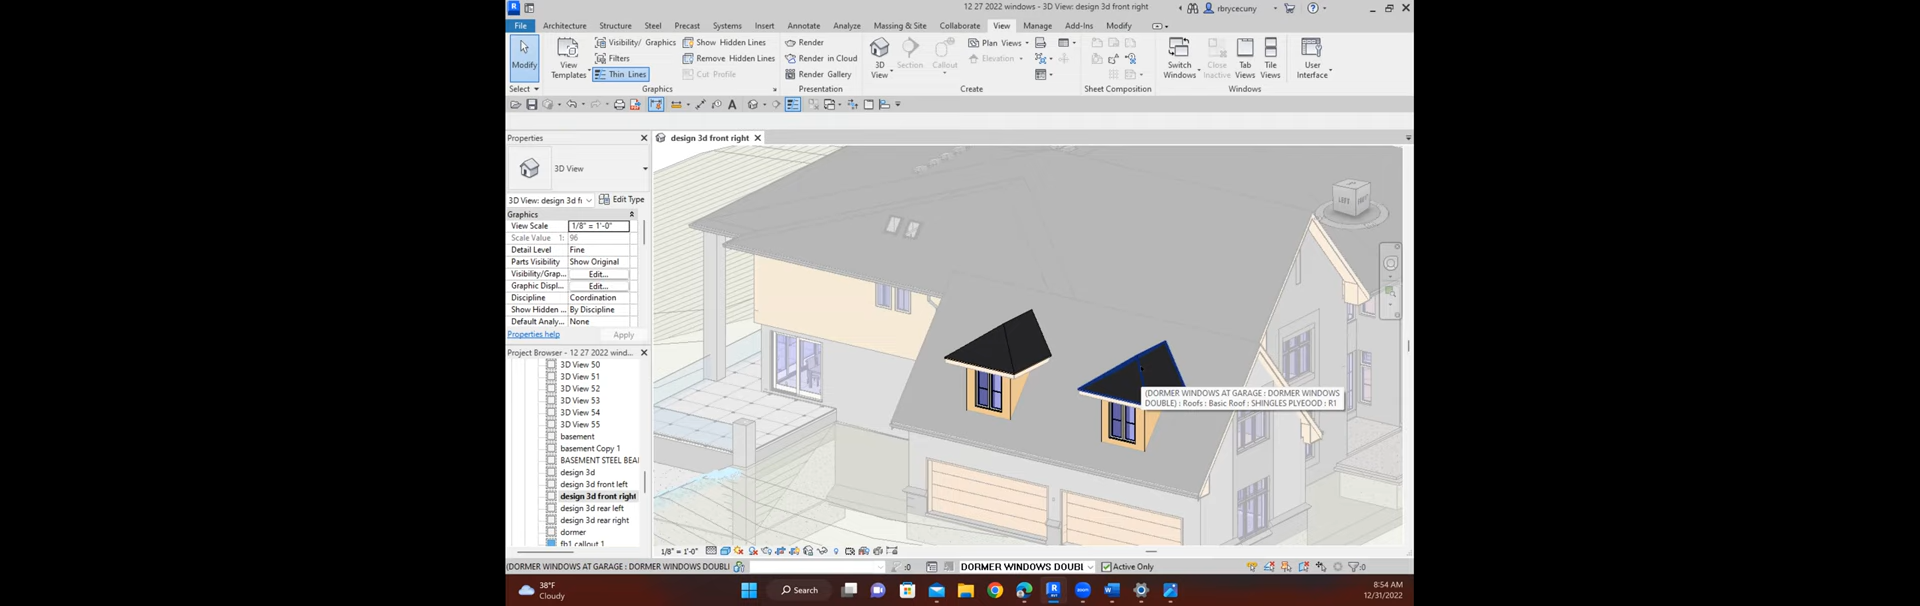 12 27 2022 windows - 3D View: design 3d front right
rbrycecuny
File Architecture Structure Steel Precast Systems Insert Annotate Analyze Massing & Site Collaborate View Manage Add-Ins Modify
Modify
View
Templates
Visibility/ Graphics
Filters
Thin Lines
Show Hidden Lines
Remove Hidden Lines
Cut Profile
Render
Render in Cloud
Render Gallery
3D
View
Section
Callout
Plan Views
Elevation
Switch
Windows
Close
Inactive
Tab
Views
Tile
Views
User
Interface
Select
Graphics
Presentation
Create
Sheet Composition
Windows
Properties
design 3d front right
3D View
3D View: design 3d fr
Edit Type
Graphics
View Scale 1/8" = 1'-0"
Scale Value 1: 96
Detail Level Fine
Parts Visibility Show Original
Visibility/Grap... Edit...
Graphic Displ... Edit...
Discipline Coordination
Show Hidden ... By Discipline
Default Analy... None
Properties help
Apply
Project Browser - 12 27 2022 wind...
3D View 50
3D View 51
3D View 52
3D View 53
3D View 54
3D View 55
basement
basement Copy 1
BASEMENT STEEL BEA
design 3d
design 3d front left
design 3d front right
design 3d rear left
design 3d rear right
dormer
fb1 callout 1
(DORMER WINDOWS AT GARAGE : DORMER WINDOWS
DOUBLE) : Roofs : Basic Roof : SHINGLES PLYEOOD : R1
1/8" = 1'-0"
(DORMER WINDOWS AT GARAGE : DORMER WINDOWS DOUBLI
:0
DORMER WINDOWS DOUBI
Active Only
:0
38°F
Cloudy
Search
8:54 AM
12/31/2022